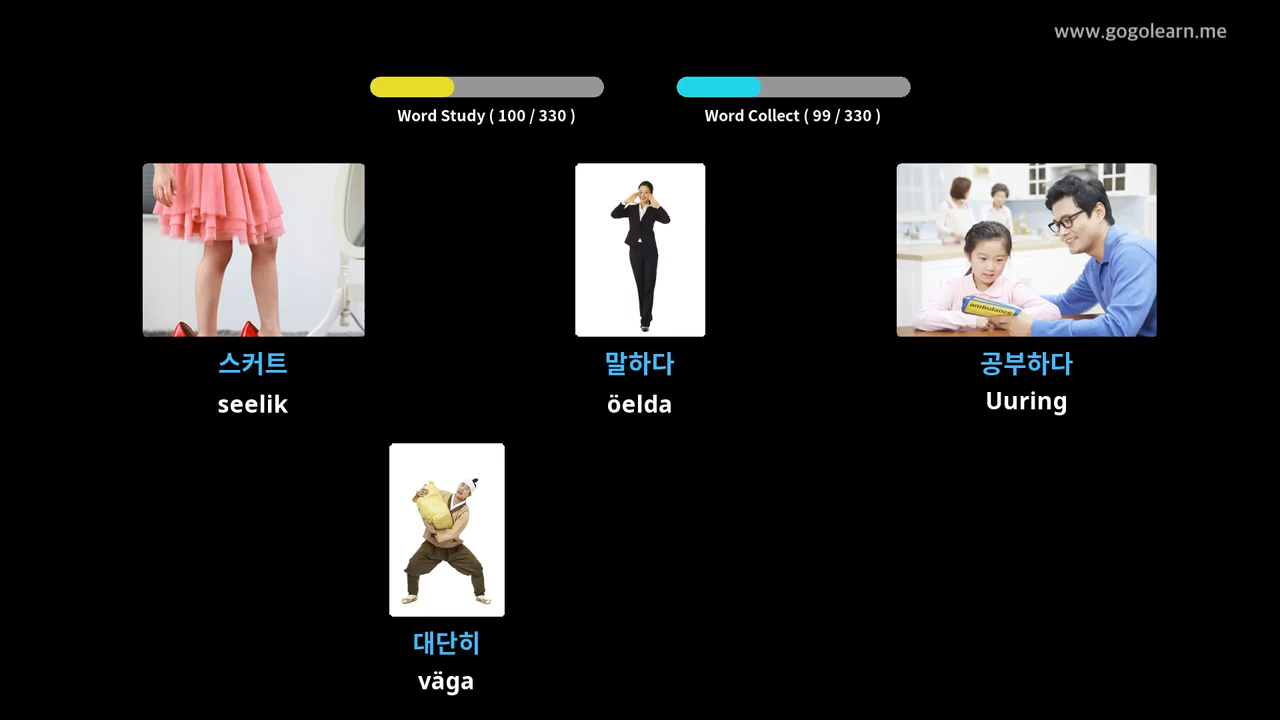 www.gogolearn.me
Word Study ( 100 / 330 )
Word Collect ( 99 / 330 )
ambulance
스커트
말하다
공부하다
seelik
öelda
Uuring
대단히
väga